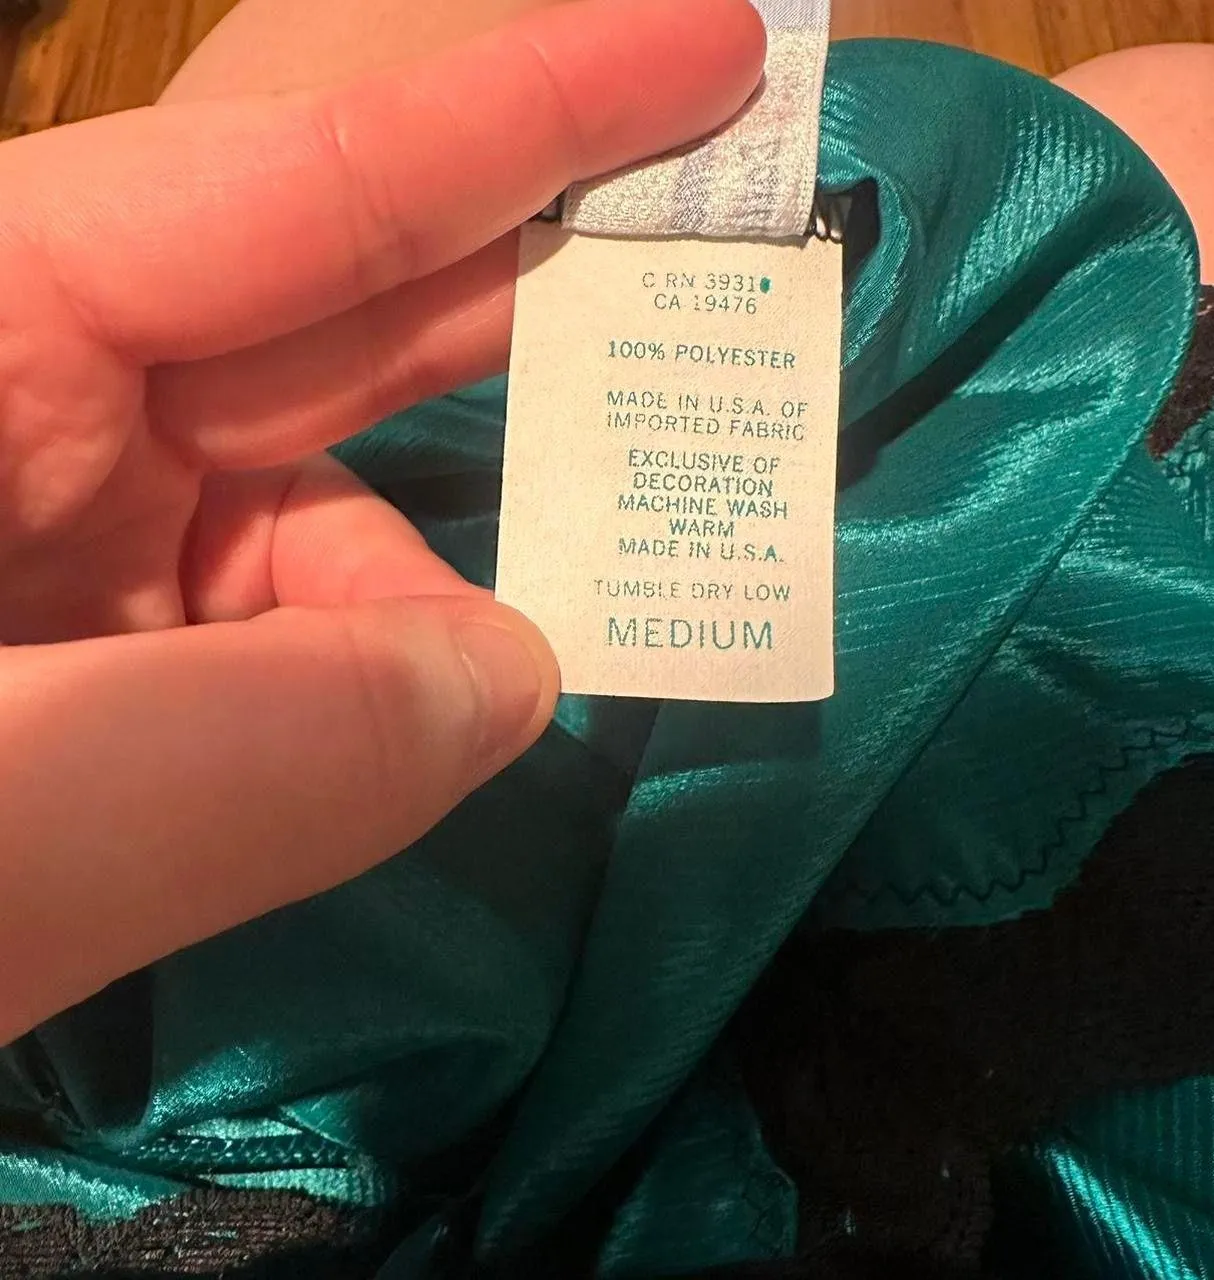 C RN 3931
CA 19476
100% POLYESTER
MADE IN U.S.A. OF
IMPORTED FABRIC
EXCLUSIVE OF
DECORATION
MACHINE WASH
WARM
MADE IN U.S.A.
TUMBLE DRY LOW
MEDIUM